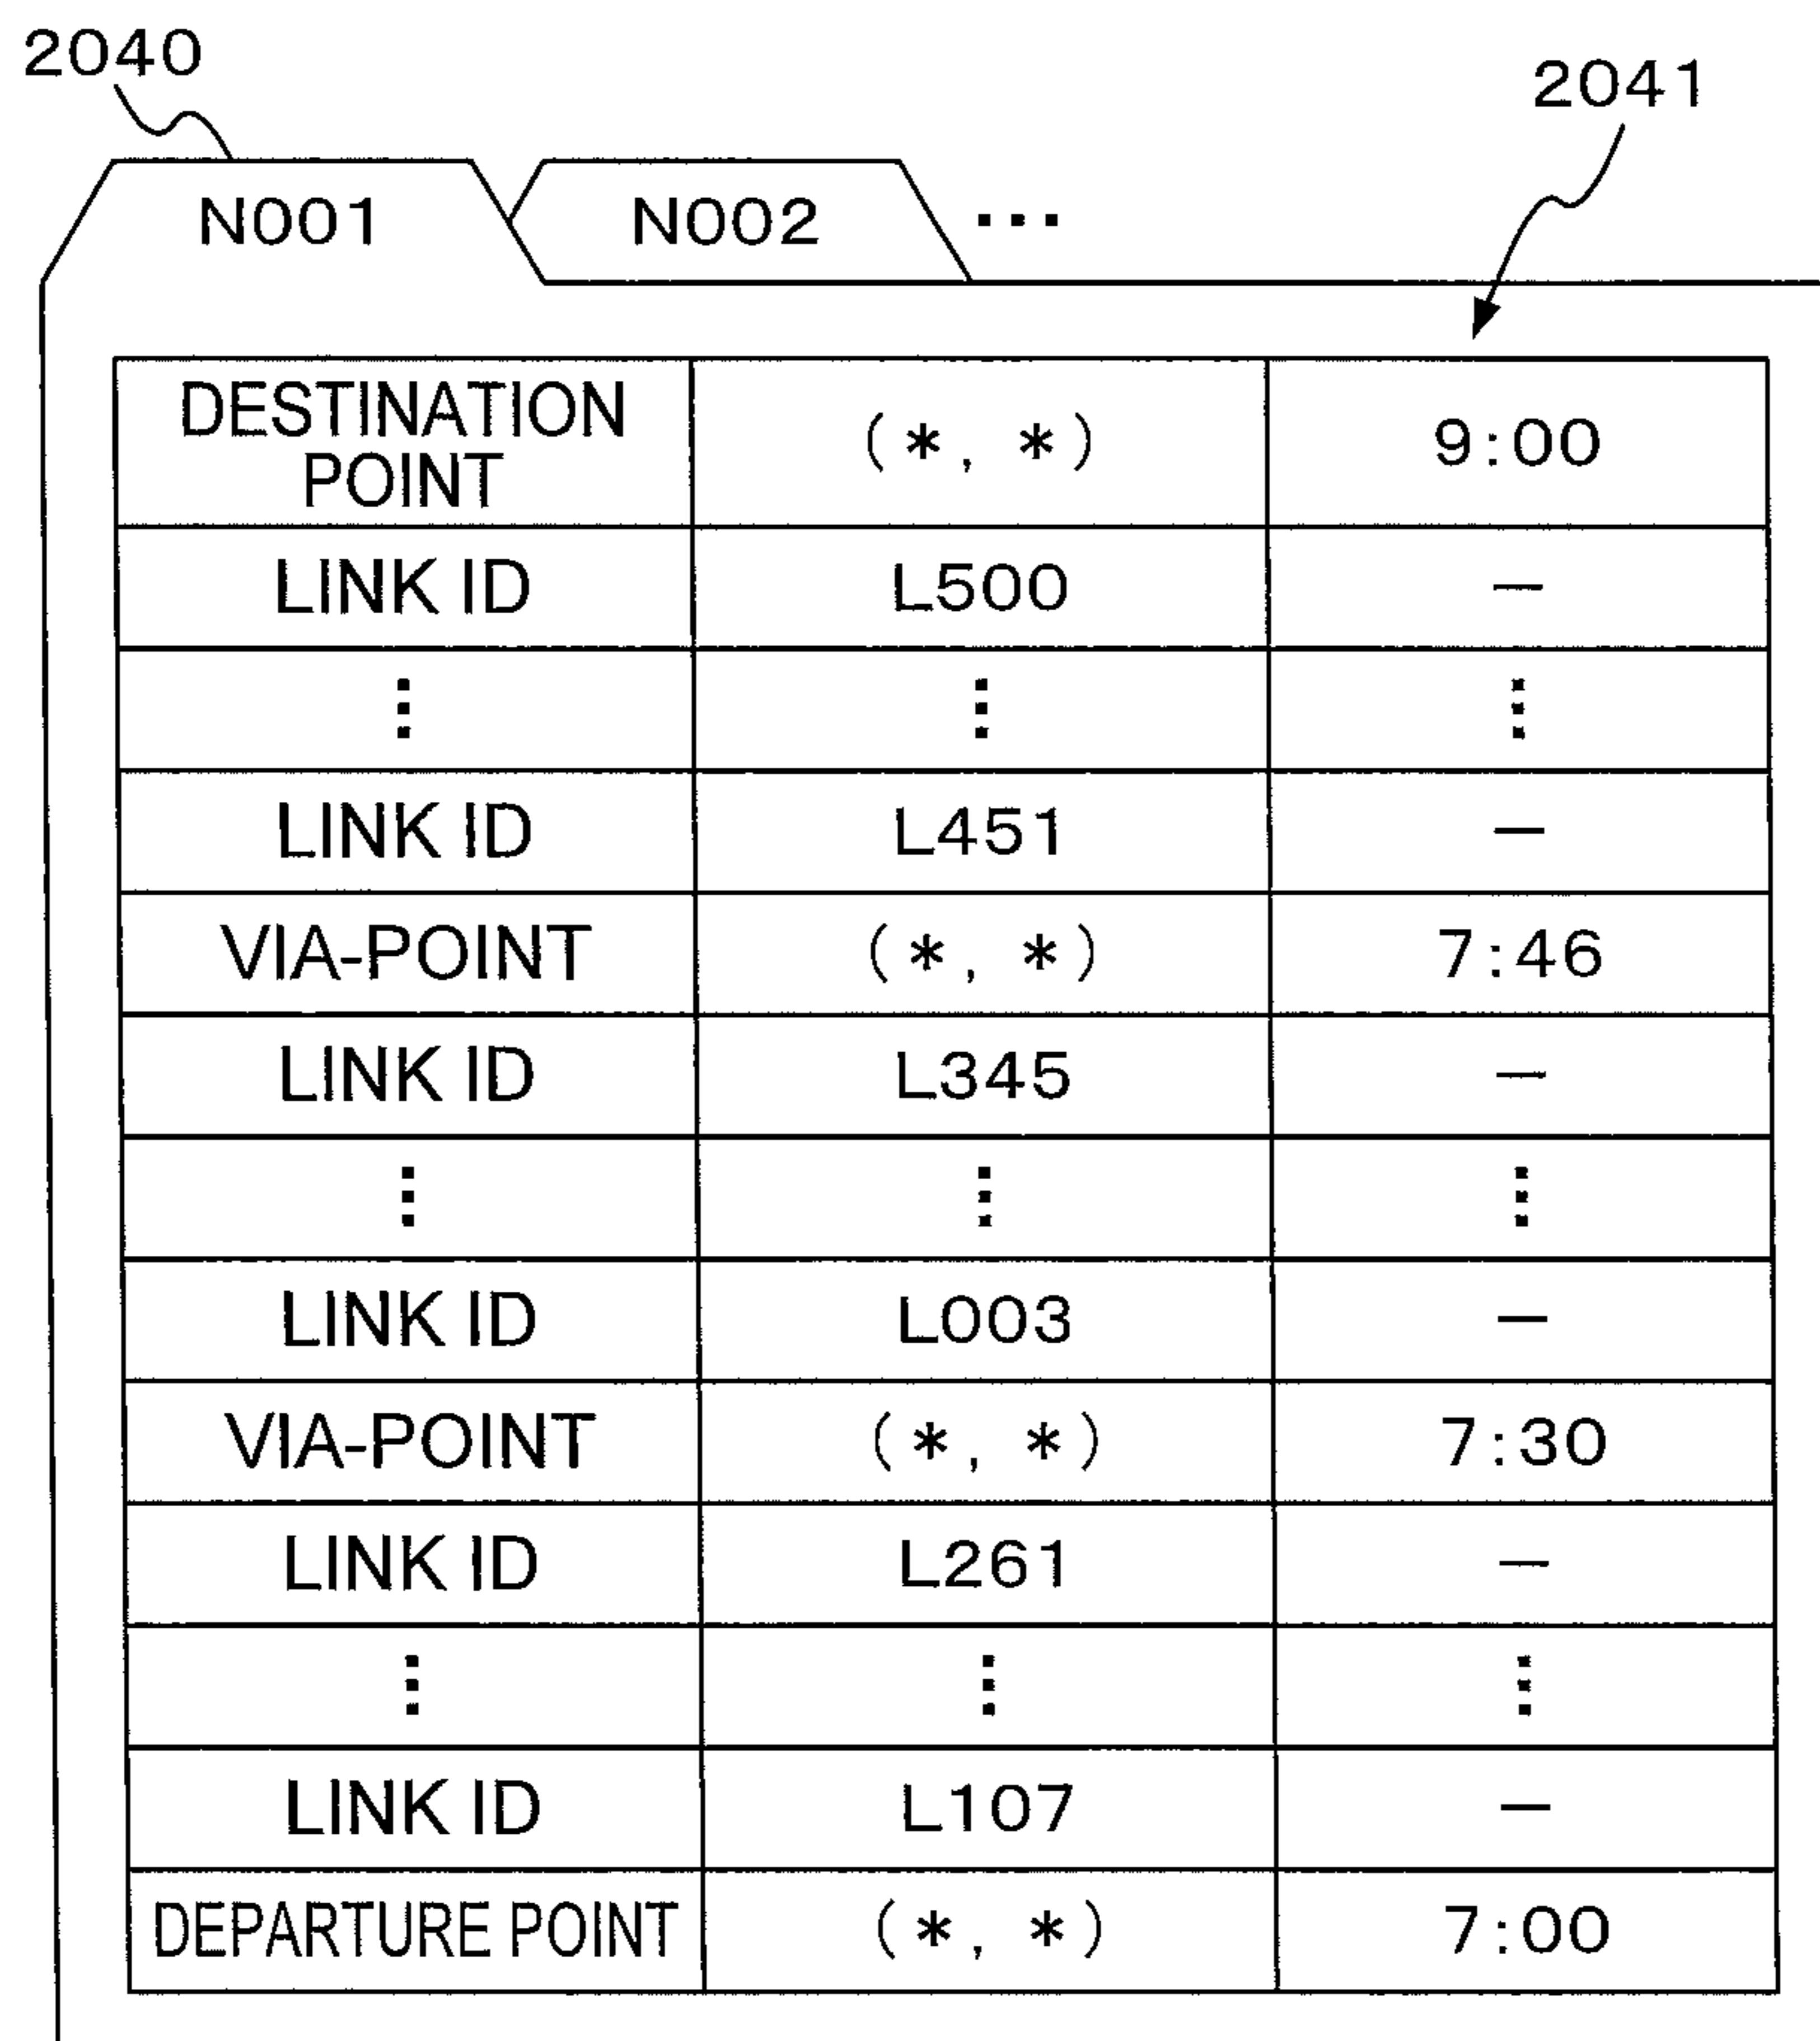 2040
2041
N001 N002 ...
DESTINATION
POINT (*, *) 9:00
LINK ID L500 —
⋮ ⋮ ⋮
LINK ID L451 —
VIA-POINT (*, *) 7:46
LINK ID L345 —
⋮ ⋮ ⋮
LINK ID L003 —
VIA-POINT (*, *) 7:30
LINK ID L261 —
⋮ ⋮ ⋮
LINK ID L107 —
DEPARTURE POINT (*, *) 7:00